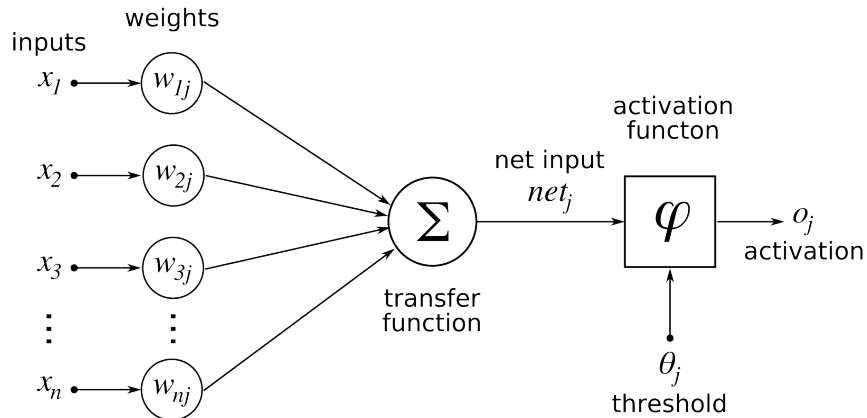 inputs
weights
x1
w1j
x2
w2j
x3
w3j
⋮
⋮
xn
wnj
Σ
transfer
function
net input
netj
activation
functon
φ
oj
activation
θj
threshold